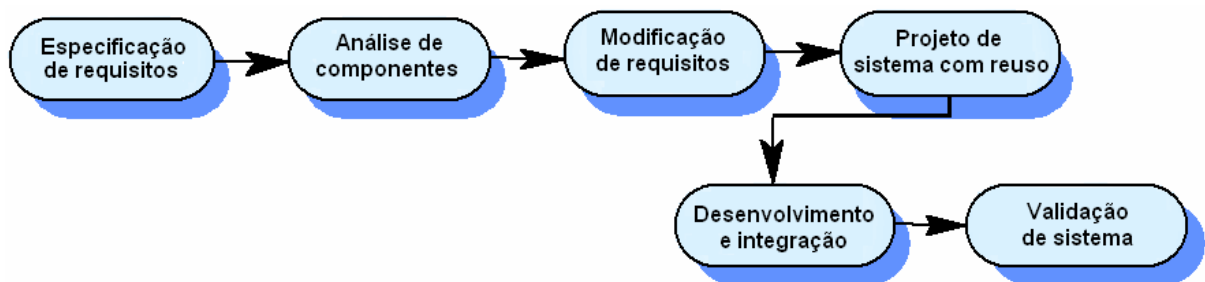 Especificação
de requisitos
Análise de
componentes
Modificação
de requisitos
Projeto de
sistema com reuso
Desenvolvimento
e integração
Validação
de sistema